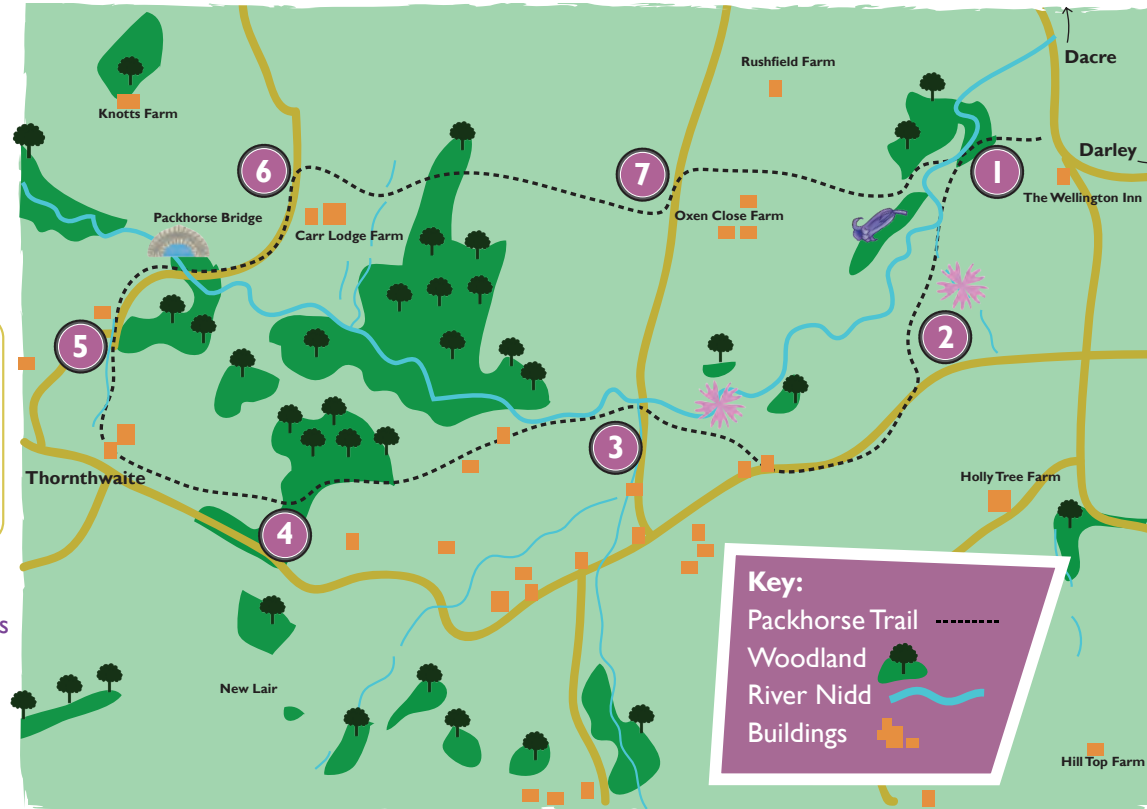 Dacre
Rushfield Farm
Knotts Farm
Darley
1
6
7
The Wellington Inn
Packhorse Bridge
Oxen Close Farm
Carr Lodge Farm
2
5
3
Thornthwaite
Holly Tree Farm
4
Key:
Packhorse Trail
Woodland
River Nidd
Buildings
s
New Lair
Hill Top Farm